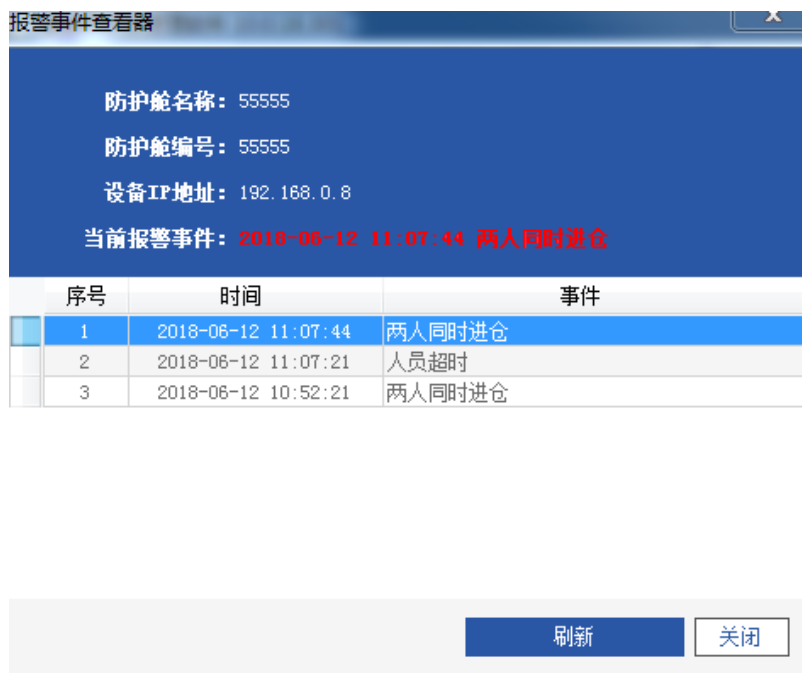 报警事件查看器
防护舱名称：55555
防护舱编号：55555
设备IP地址：192.168.0.8
当前报警事件：2018-06-12 11:07:44 两人同时进仓
序号 时间 事件
1 2018-06-12 11:07:44 两人同时进仓
2 2018-06-12 11:07:21 人员超时
3 2018-06-12 10:52:21 两人同时进仓
刷新 关闭